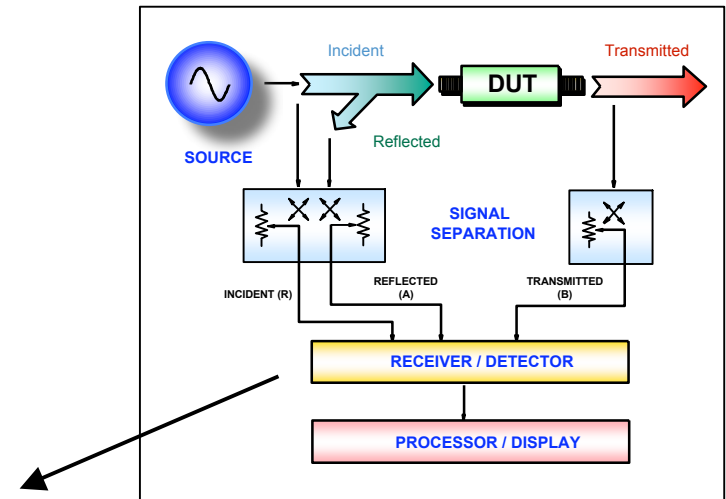 Incident
Transmitted
DUT
Reflected
SOURCE
SIGNAL
SEPARATION
INCIDENT (R)
REFLECTED
(A)
TRANSMITTED
(B)
RECEIVER / DETECTOR
PROCESSOR / DISPLAY